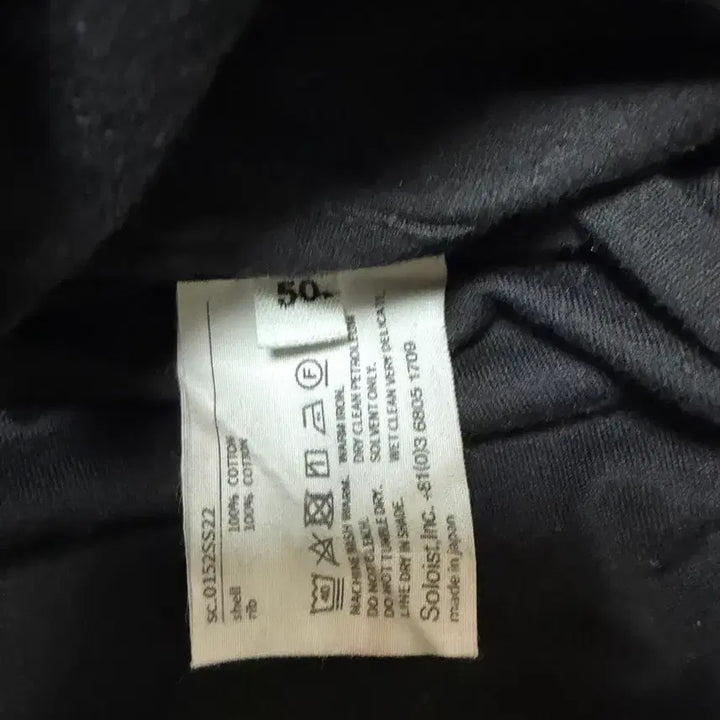 50.
sc.0152SS22
shell 100% COTTON
rib 100% COTTON
40
F
MACHINE WASH WARM. WARM IRON.
DO NOT BLEACH. DRY CLEAN PETROLEUM
DO NOT TUMBLE DRY. SOLVENT ONLY.
LINE DRY IN SHADE. WET CLEAN VERY DELICATE.
Soloist,Inc. +81(0)3 6805 1709
made in japan